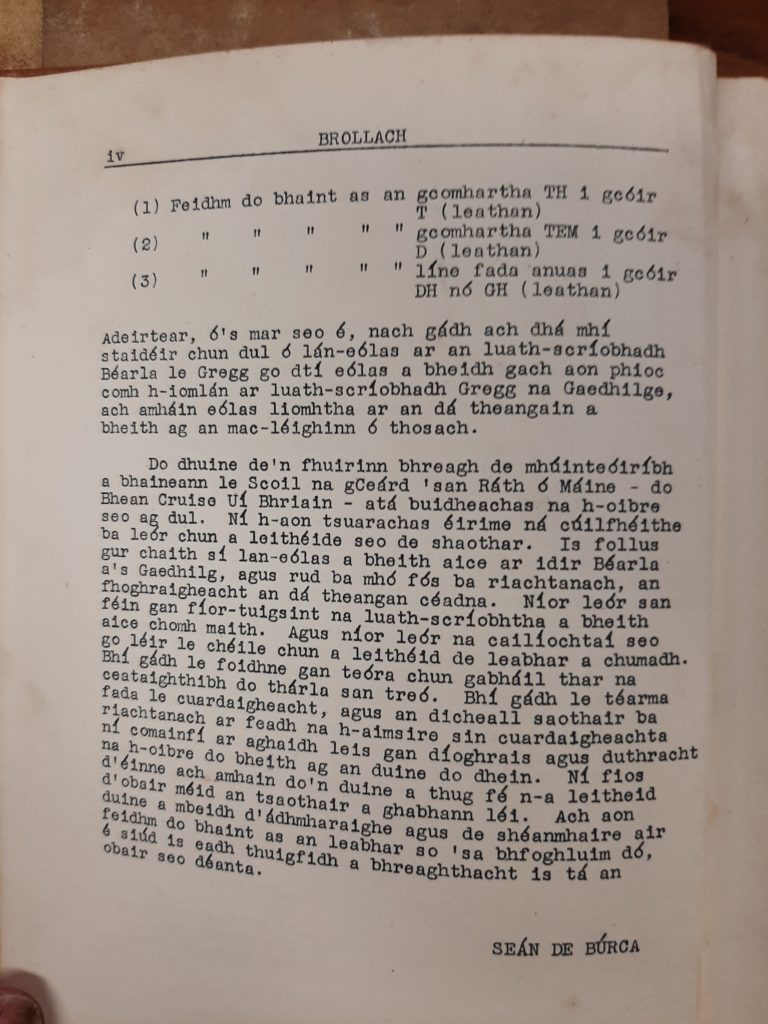 BROLLACH
iv
(1) Feidhm do bhaint as an gcomhartha TH i gcóir
T (leathan)
(2) " " " " " gcomhartha TEM i gcóir
D (leathan)
(3) " " " " " líne fada anuas i gcóir
DH nó GH (leathan)
Adeirtear, ó's mar seo é, nach gádh ach dhá mhí
staidéir chun dul ó lán-eólas ar an luath-scríobhadh
Béarla le Gregg go dtí eólas a bheidh gach aon phioc
comh h-iomlán ar luath-scríobhadh Gregg na Gaedhilge,
ach amháin eólas liomhtha ar an dá theangain a
bheith ag an mac-léighinn ó thosach.
Do dhuine de'n fhuirinn bhreagh de mhúinteóiríbh
a bhaineann le Scoil na gCeárd 'san Ráth ó Máine - do
Bhean Cruise Uí Bhriain - atá buidheachas na h-oibre
seo ag dul. Ní h-aon tsuarachas éirime ná cúilfhéithe
ba leór chun a leithéide seo de shaothar. Is follus
gur chaith sí lan-eólas a bheith aice ar idir Béarla
a's Gaedhilg, agus rud ba mhó fós ba riachtanach, an
fhoghraigheacht an dá theangan céadna. Níor leór san
féin gan fíor-tuigsint na luath-scríobhtha a bheith
aice chomh maith. Agus níor leór na cailíochtaí seo
go léir le chéile chun a leithéid de leabhar a chumadh.
Bhí gádh le foidhne gan teóra chun gabháil thar na
ceataighthibh do thárla san treó. Bhí gádh le téarma
fada le cuardaigheacht, agus an dicheall saothair ba
riachtanach ar feadh na h-aimsire sin cuardaigheachta
ní comainfí ar aghaidh leis gan díoghrais agus duthracht
na h-oibre do bheith ag an duine do dhein. Ní fios
d'éinne ach amhain do'n duine a thug fé n-a leitheid
d'obair méid an tsaothair a ghabhann léi. Ach aon
duine a mbeidh d'ádhmharaighe agus de shéanmhaire air
feidhm do bhaint as an leabhar so 'sa bhfoghluim dó,
é siúd is eadh thuigfidh a bhreaghthacht is tá an
obair seo déanta.
SEÁN DE BÚRCA